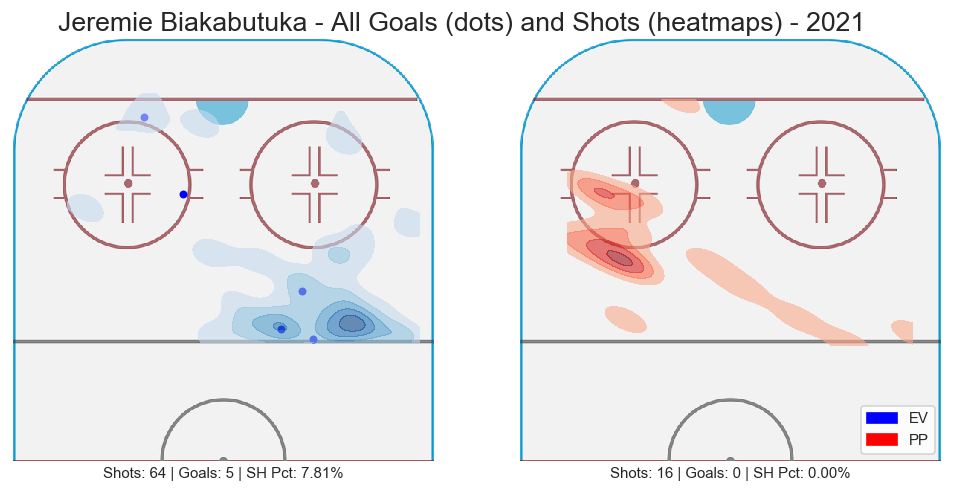 Jeremie Biakabutuka - All Goals (dots) and Shots (heatmaps) - 2021
EV
PP
Shots: 64 | Goals: 5 | SH Pct: 7.81%
Shots: 16 | Goals: 0 | SH Pct: 0.00%